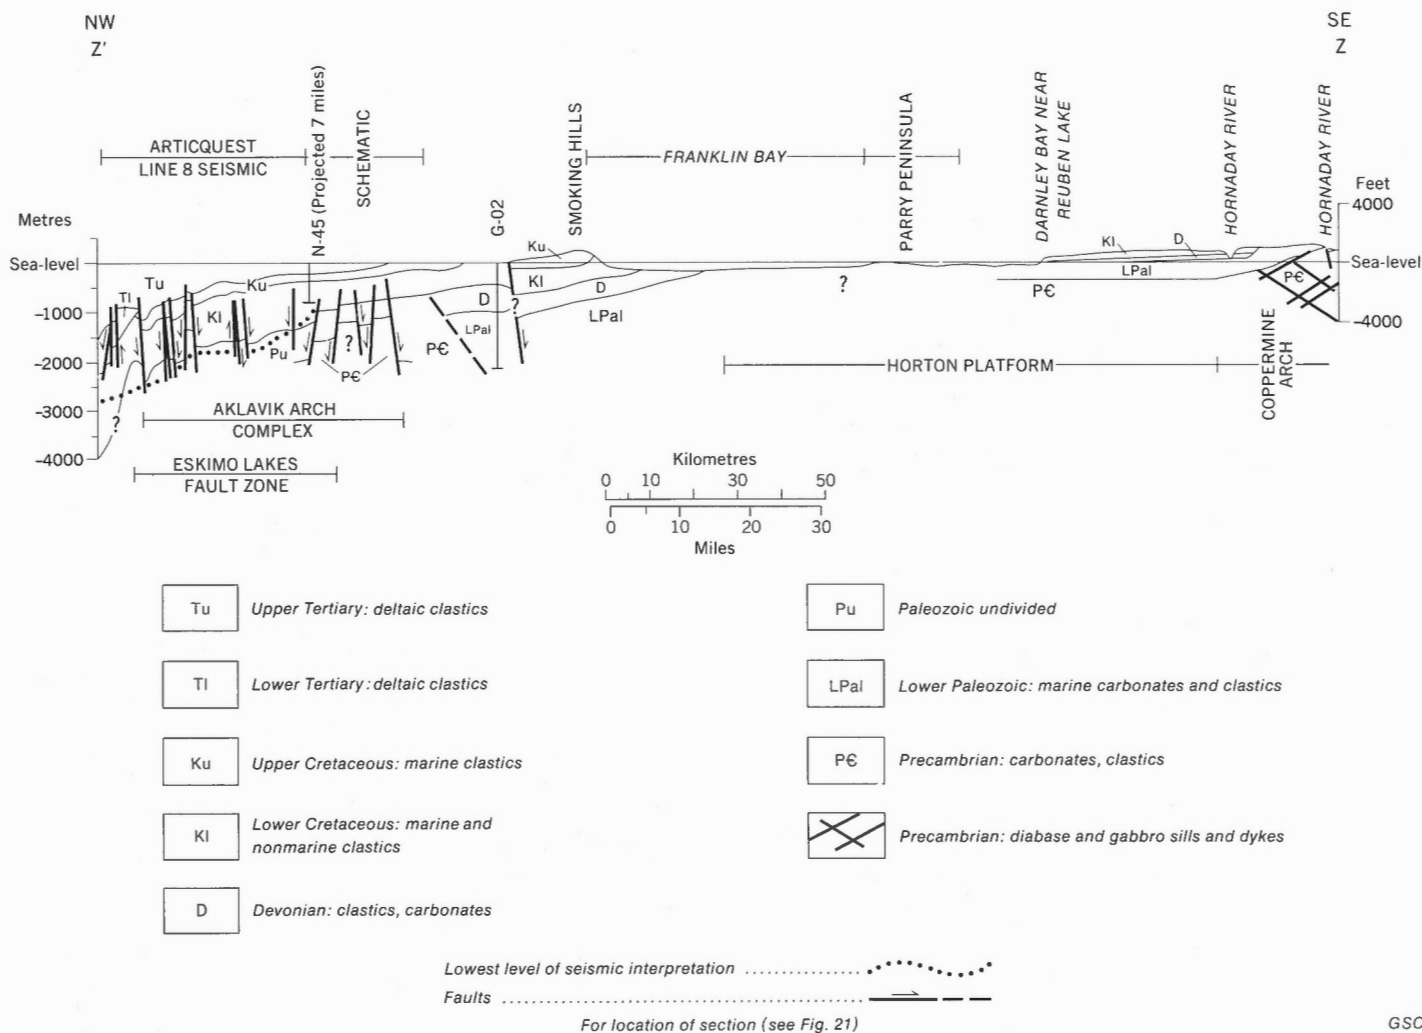 NW
Z'
SE
Z
ARTICQUEST
LINE 8 SEISMIC
N-45 (Projected 7 miles)
SCHEMATIC
G-02
SMOKING HILLS
FRANKLIN BAY
PARRY PENINSULA
DARNLEY BAY NEAR
REUBEN LAKE
HORNADAY RIVER
HORNADAY RIVER
Metres
Feet
4000
Sea-level
Sea-level
-1000
-2000
-3000
-4000
-4000
Tl
Tu
Ku
Kl
Pu
?
?
P€
P€
D
LPal
Ku
Kl
?
D
LPal
?
Kl
D
LPal
P€
P€
AKLAVIK ARCH
COMPLEX
ESKIMO LAKES
FAULT ZONE
HORTON PLATFORM
COPPERMINE
ARCH
Kilometres
0 10 30 50
0 10 20 30
Miles
Tu Upper Tertiary: deltaic clastics
Tl Lower Tertiary: deltaic clastics
Ku Upper Cretaceous: marine clastics
Kl Lower Cretaceous: marine and
nonmarine clastics
D Devonian: clastics, carbonates
Pu Paleozoic undivided
LPal Lower Paleozoic: marine carbonates and clastics
P€ Precambrian: carbonates, clastics
Precambrian: diabase and gabbro sills and dykes
Lowest level of seismic interpretation ..............
Faults ..............
For location of section (see Fig. 21)
GSC